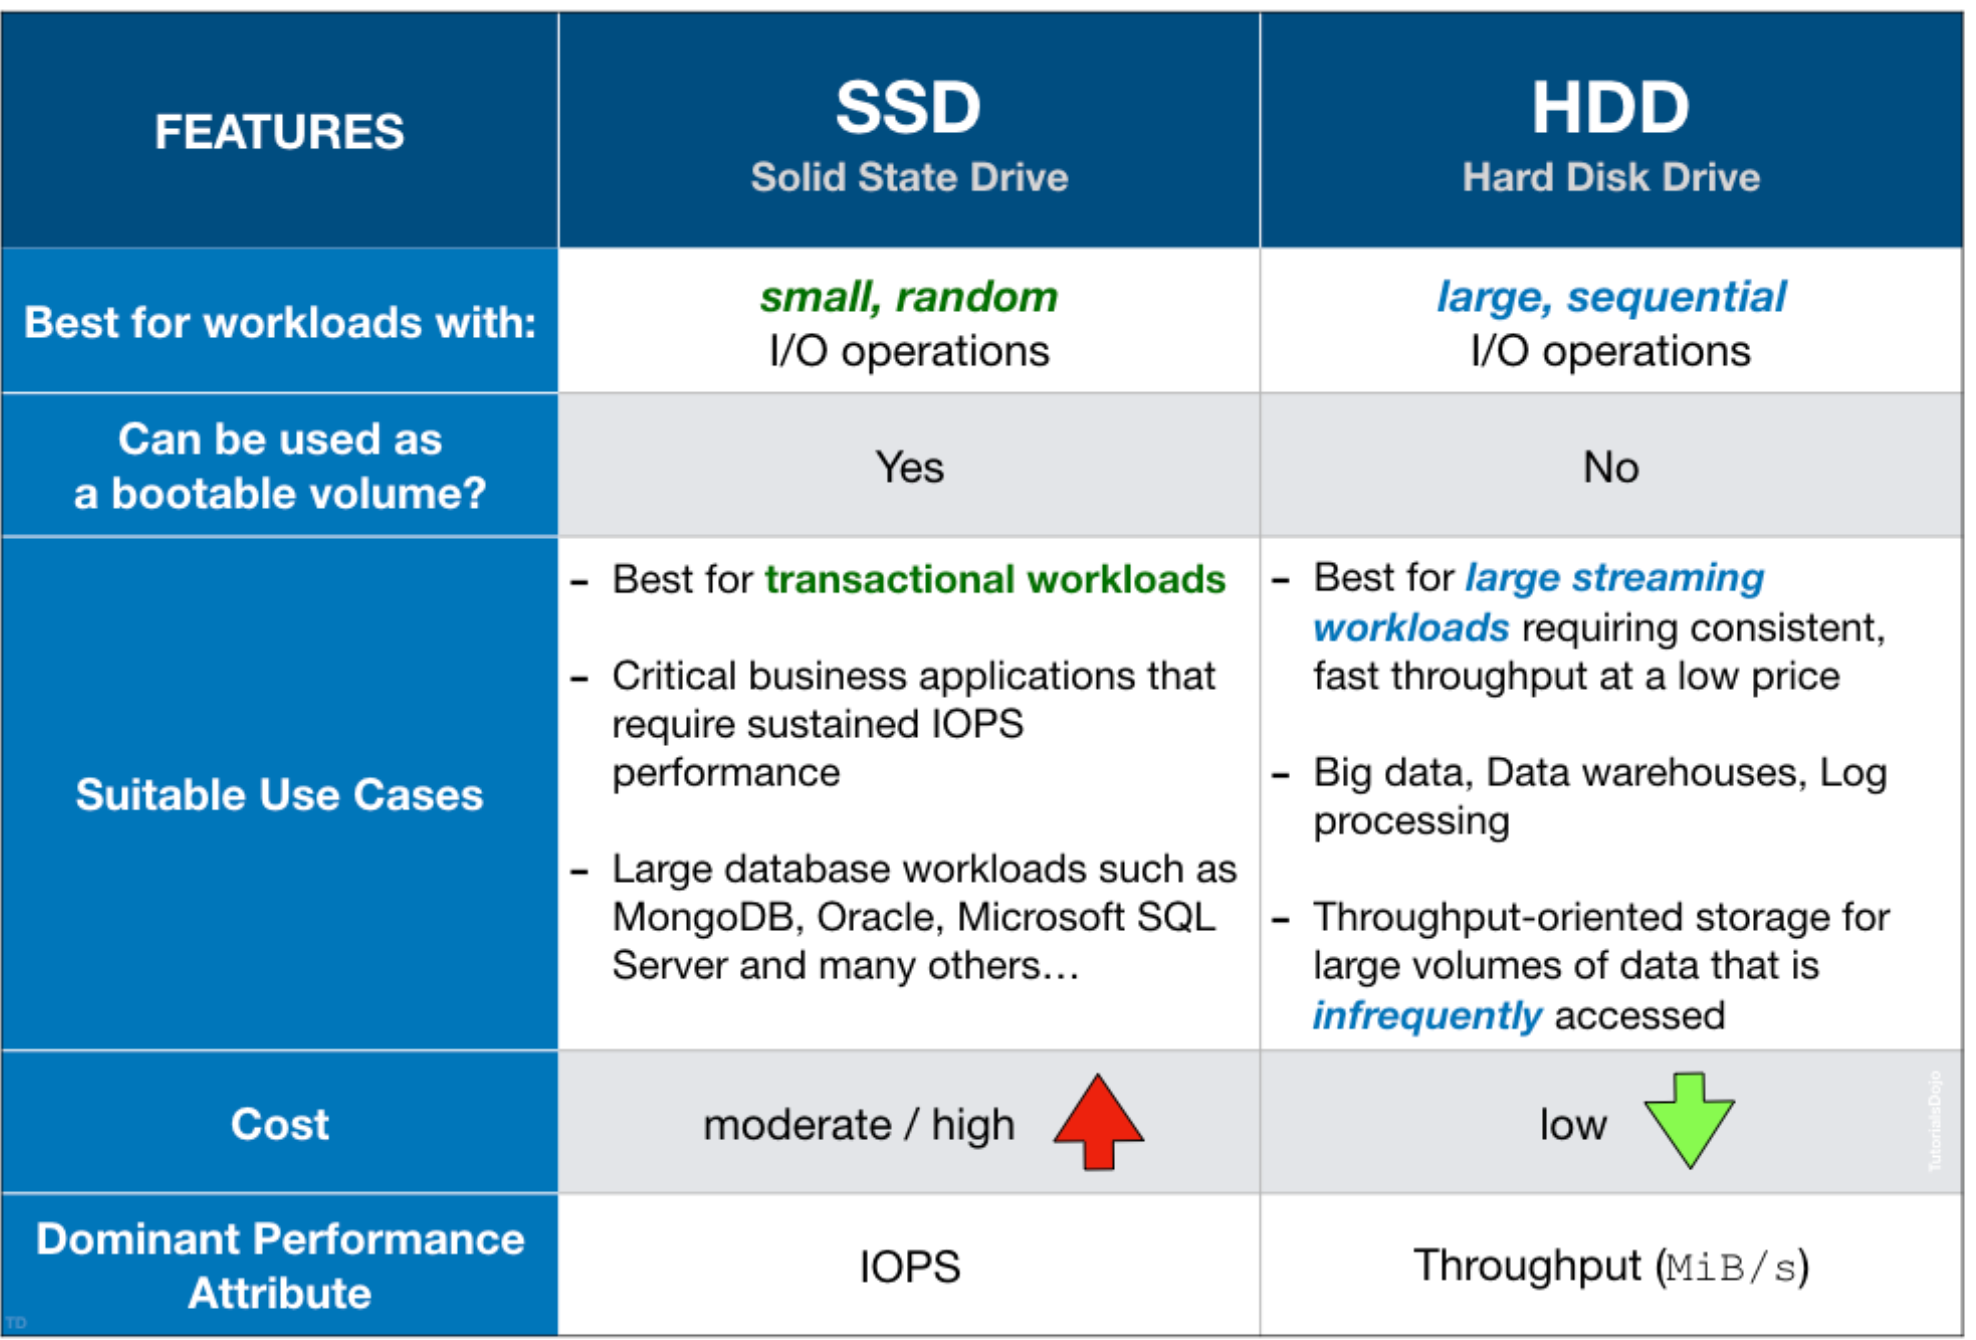 FEATURES
SSD
Solid State Drive
HDD
Hard Disk Drive
Best for workloads with:
small, random
I/O operations
large, sequential
I/O operations
Can be used as
a bootable volume?
Yes
No
Suitable Use Cases
– Best for transactional workloads
– Critical business applications that
require sustained IOPS
performance
– Large database workloads such as
MongoDB, Oracle, Microsoft SQL
Server and many others…
– Best for large streaming
workloads requiring consistent,
fast throughput at a low price
– Big data, Data warehouses, Log
processing
– Throughput-oriented storage for
large volumes of data that is
infrequently accessed
Cost
moderate / high
low
TutorialsDojo
Dominant Performance
Attribute
IOPS
Throughput (MiB/s)
TD